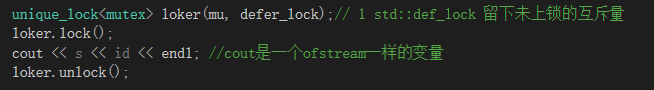 unique_lock<mutex> loker(mu, defer_lock);// 1 std::def_lock 留下未上锁的互斥量
loker.lock();
cout << s << id << endl; //cout是一个ofstream一样的变量
loker.unlock();